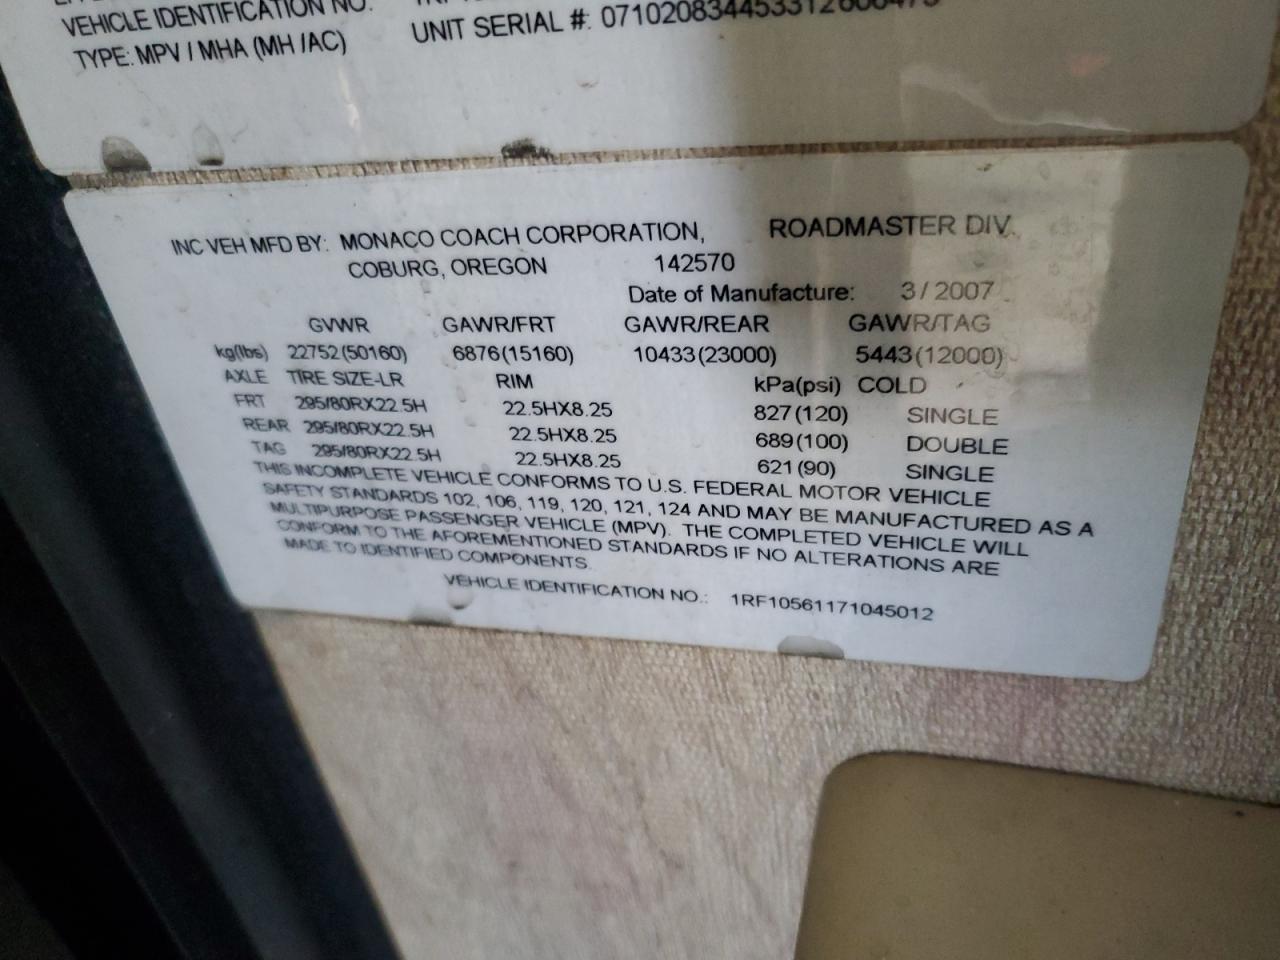 VEHICLE IDENTIFICATION NO.
UNIT SERIAL #:
TYPE: MPV / MHA (MH /AC)
INC VEH MFD BY: MONACO COACH CORPORATION, ROADMASTER DIV.
COBURG, OREGON 142570
Date of Manufacture: 3 / 2007
GVWR GAWR/FRT GAWR/REAR GAWR/TAG
kg(lbs) 22752(50160) 6876(15160) 10433(23000) 5443(12000)
AXLE TIRE SIZE-LR RIM kPa(psi) COLD
FRT 295/80RX22.5H 22.5HX8.25 827(120) SINGLE
REAR 295/80RX22.5H 22.5HX8.25 689(100) DOUBLE
TAG 295/80RX22.5H 22.5HX8.25 621(90) SINGLE
THIS INCOMPLETE VEHICLE CONFORMS TO U.S. FEDERAL MOTOR VEHICLE
SAFETY STANDARDS 102, 106, 119, 120, 121, 124 AND MAY BE MANUFACTURED AS A
MULTIPURPOSE PASSENGER VEHICLE (MPV). THE COMPLETED VEHICLE WILL
CONFORM TO THE AFOREMENTIONED STANDARDS IF NO ALTERATIONS ARE
MADE TO IDENTIFIED COMPONENTS.
VEHICLE IDENTIFICATION NO.: 1RF10561171045012